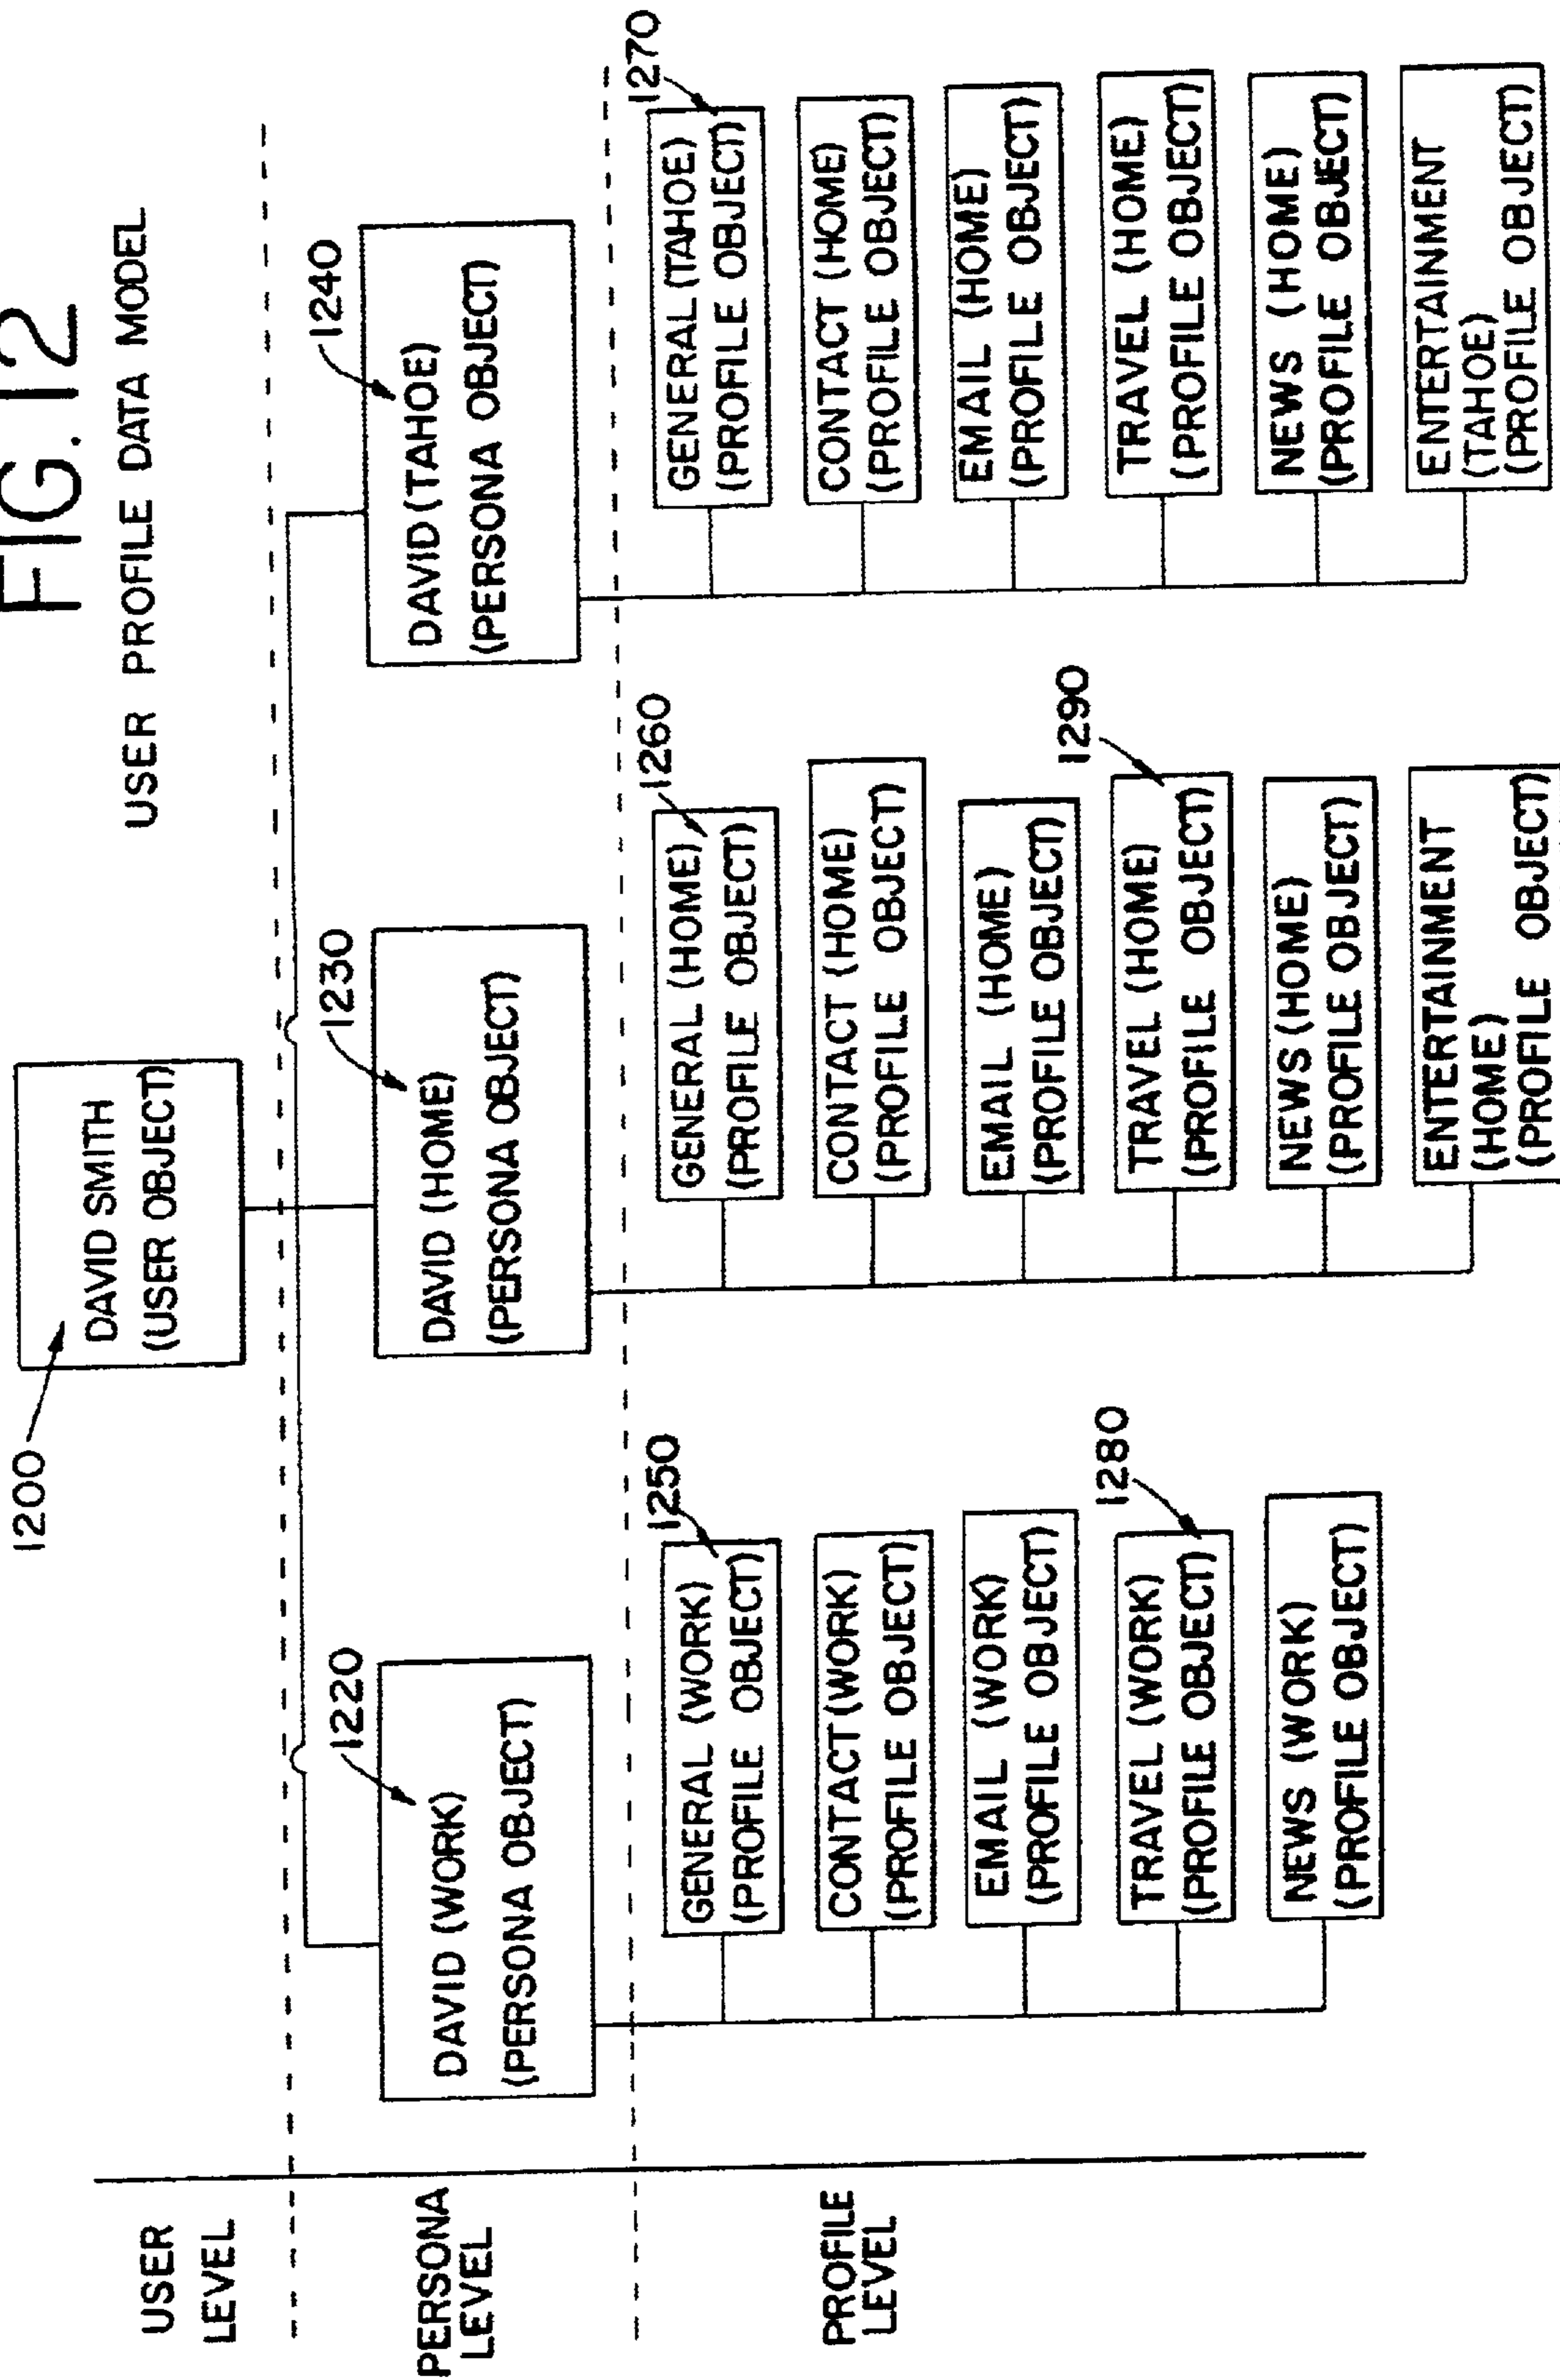 FIG. 12
USER PROFILE DATA MODEL
USER
LEVEL
1200
DAVID SMITH
(USER OBJECT)
PERSONA
LEVEL
1220
DAVID (WORK)
(PERSONA OBJECT)
1230
DAVID (HOME)
(PERSONA OBJECT)
1240
DAVID (TAHOE)
(PERSONA OBJECT)
PROFILE
LEVEL
1250
GENERAL (WORK)
(PROFILE OBJECT)
CONTACT (WORK)
(PROFILE OBJECT)
EMAIL (WORK)
(PROFILE OBJECT)
1280
TRAVEL (WORK)
(PROFILE OBJECT)
NEWS (WORK)
(PROFILE OBJECT)
1260
GENERAL (HOME)
(PROFILE OBJECT)
CONTACT (HOME)
(PROFILE OBJECT)
EMAIL (HOME)
(PROFILE OBJECT)
1290
TRAVEL (HOME)
(PROFILE OBJECT)
NEWS (HOME)
(PROFILE OBJECT)
ENTERTAINMENT
(HOME)
(PROFILE OBJECT)
1270
GENERAL (TAHOE)
(PROFILE OBJECT)
CONTACT (HOME)
(PROFILE OBJECT)
EMAIL (HOME)
(PROFILE OBJECT)
TRAVEL (HOME)
(PROFILE OBJECT)
NEWS (HOME)
(PROFILE OBJECT)
ENTERTAINMENT
(TAHOE)
(PROFILE OBJECT)